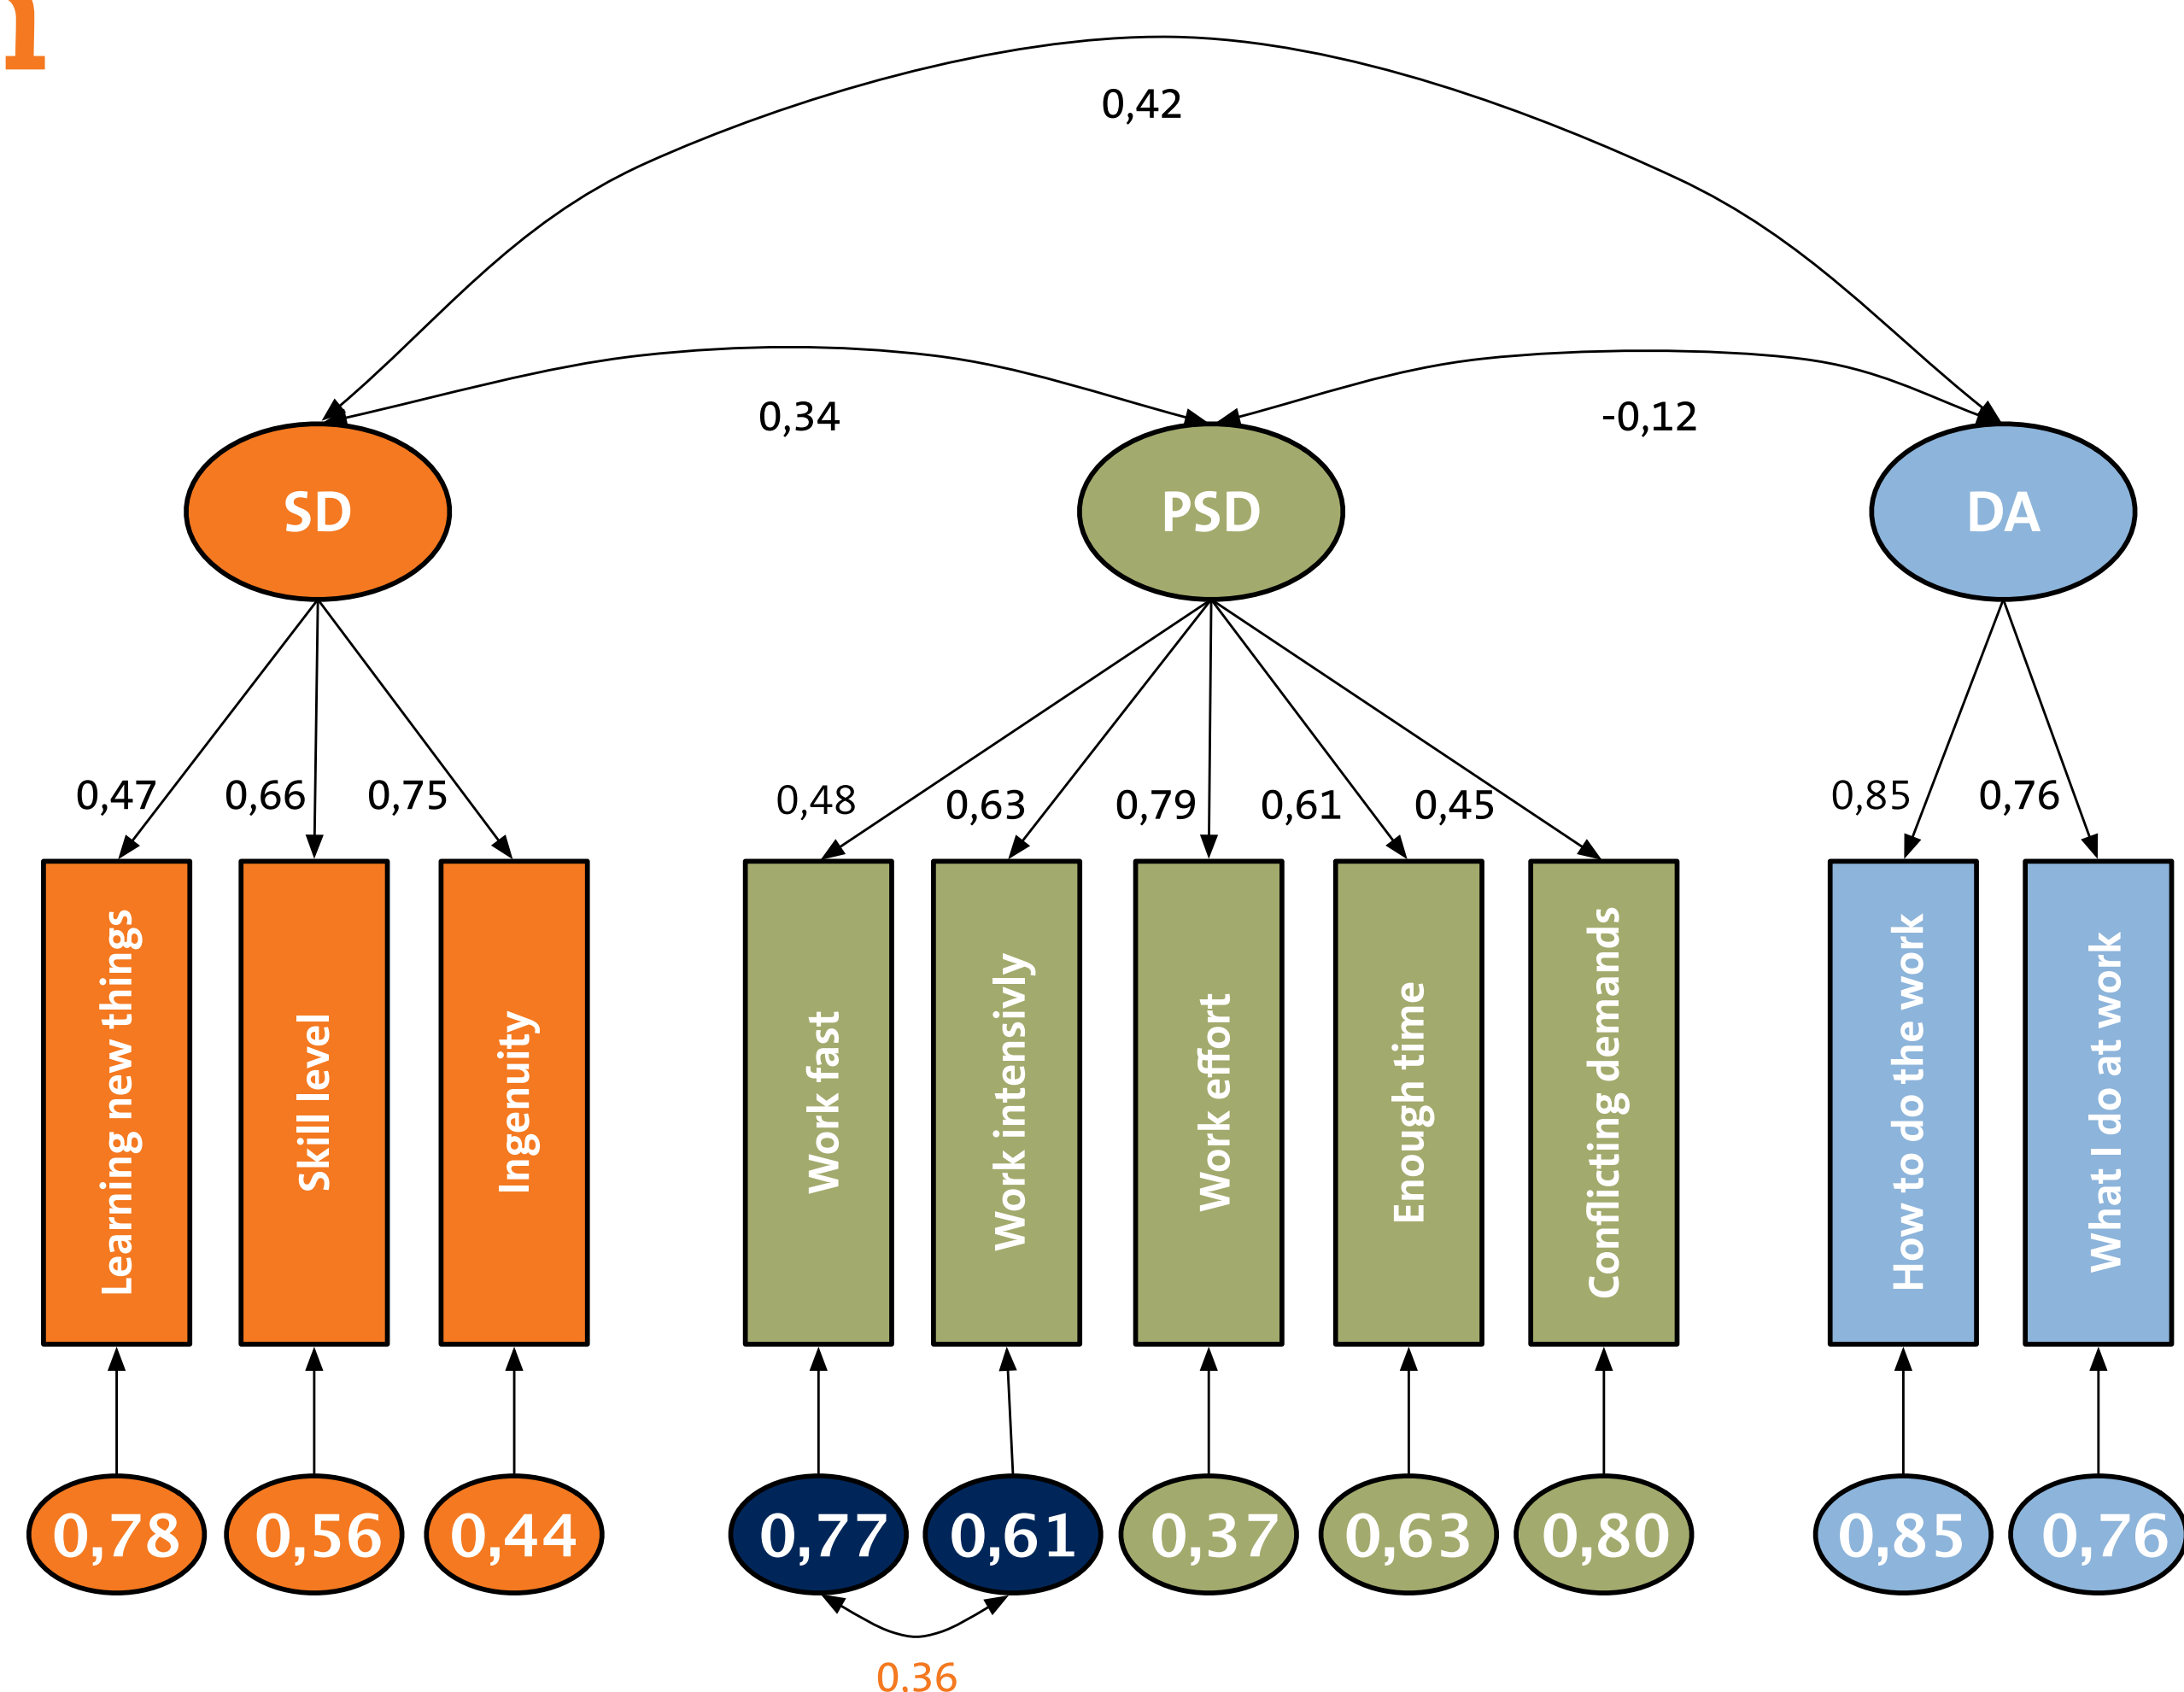 0,42
0,34
-0,12
SD
PSD
DA
0,47
0,66
0,75
0,48
0,63
0,79
0,61
0,45
0,85
0,76
Learning new things
Skill level
Ingenuity
Work fast
Work intensivly
Work effort
Enough time
Conflicting demands
How to do the work
What I do at work
0,78
0,56
0,44
0,77
0,61
0,37
0,63
0,80
0,85
0,76
0,36